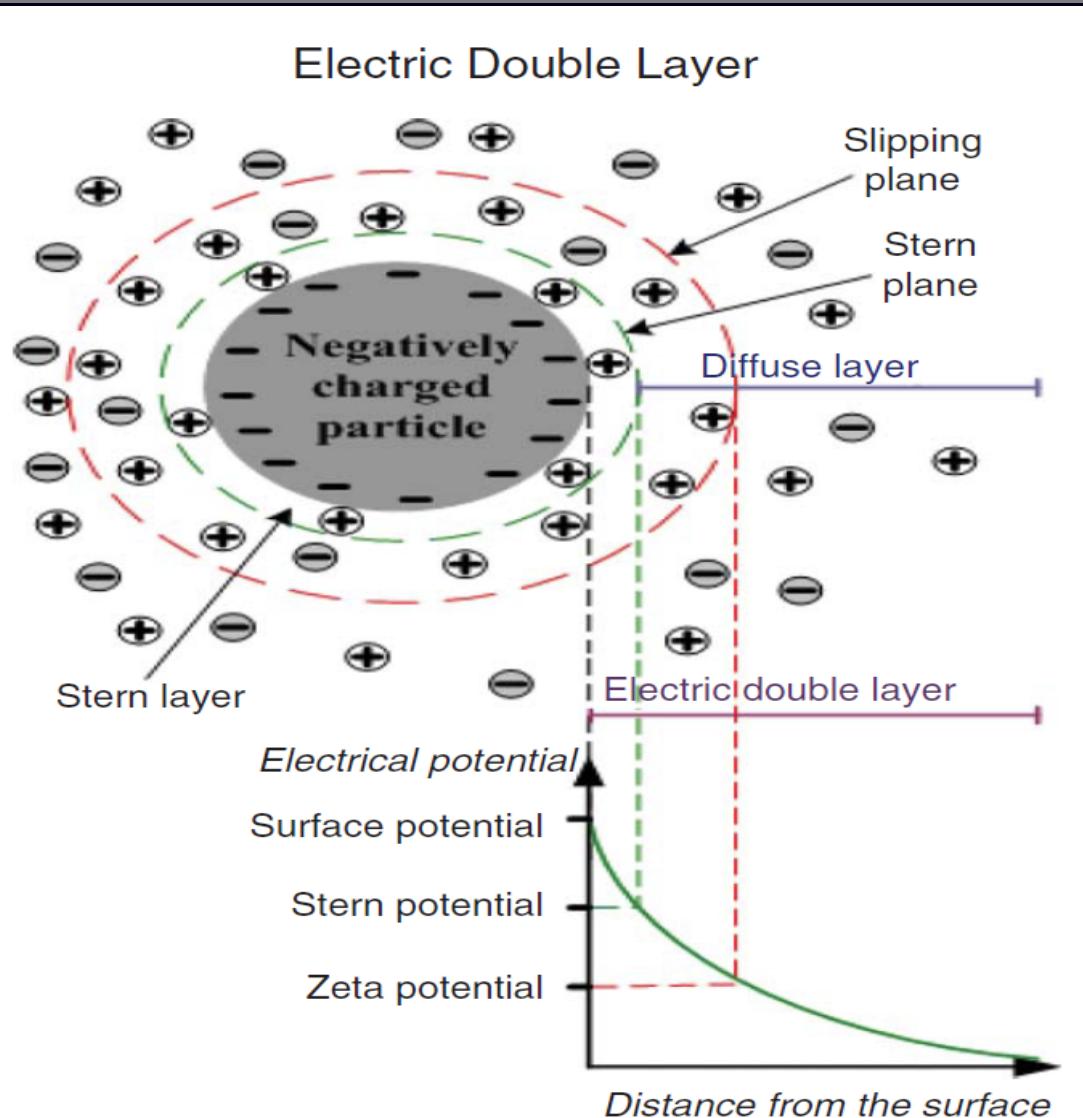 Electric Double Layer
Slipping
plane
Stern
plane
Negatively
charged
particle
Diffuse layer
Stern layer
Electric double layer
Electrical potential
Surface potential
Stern potential
Zeta potential
Distance from the surface